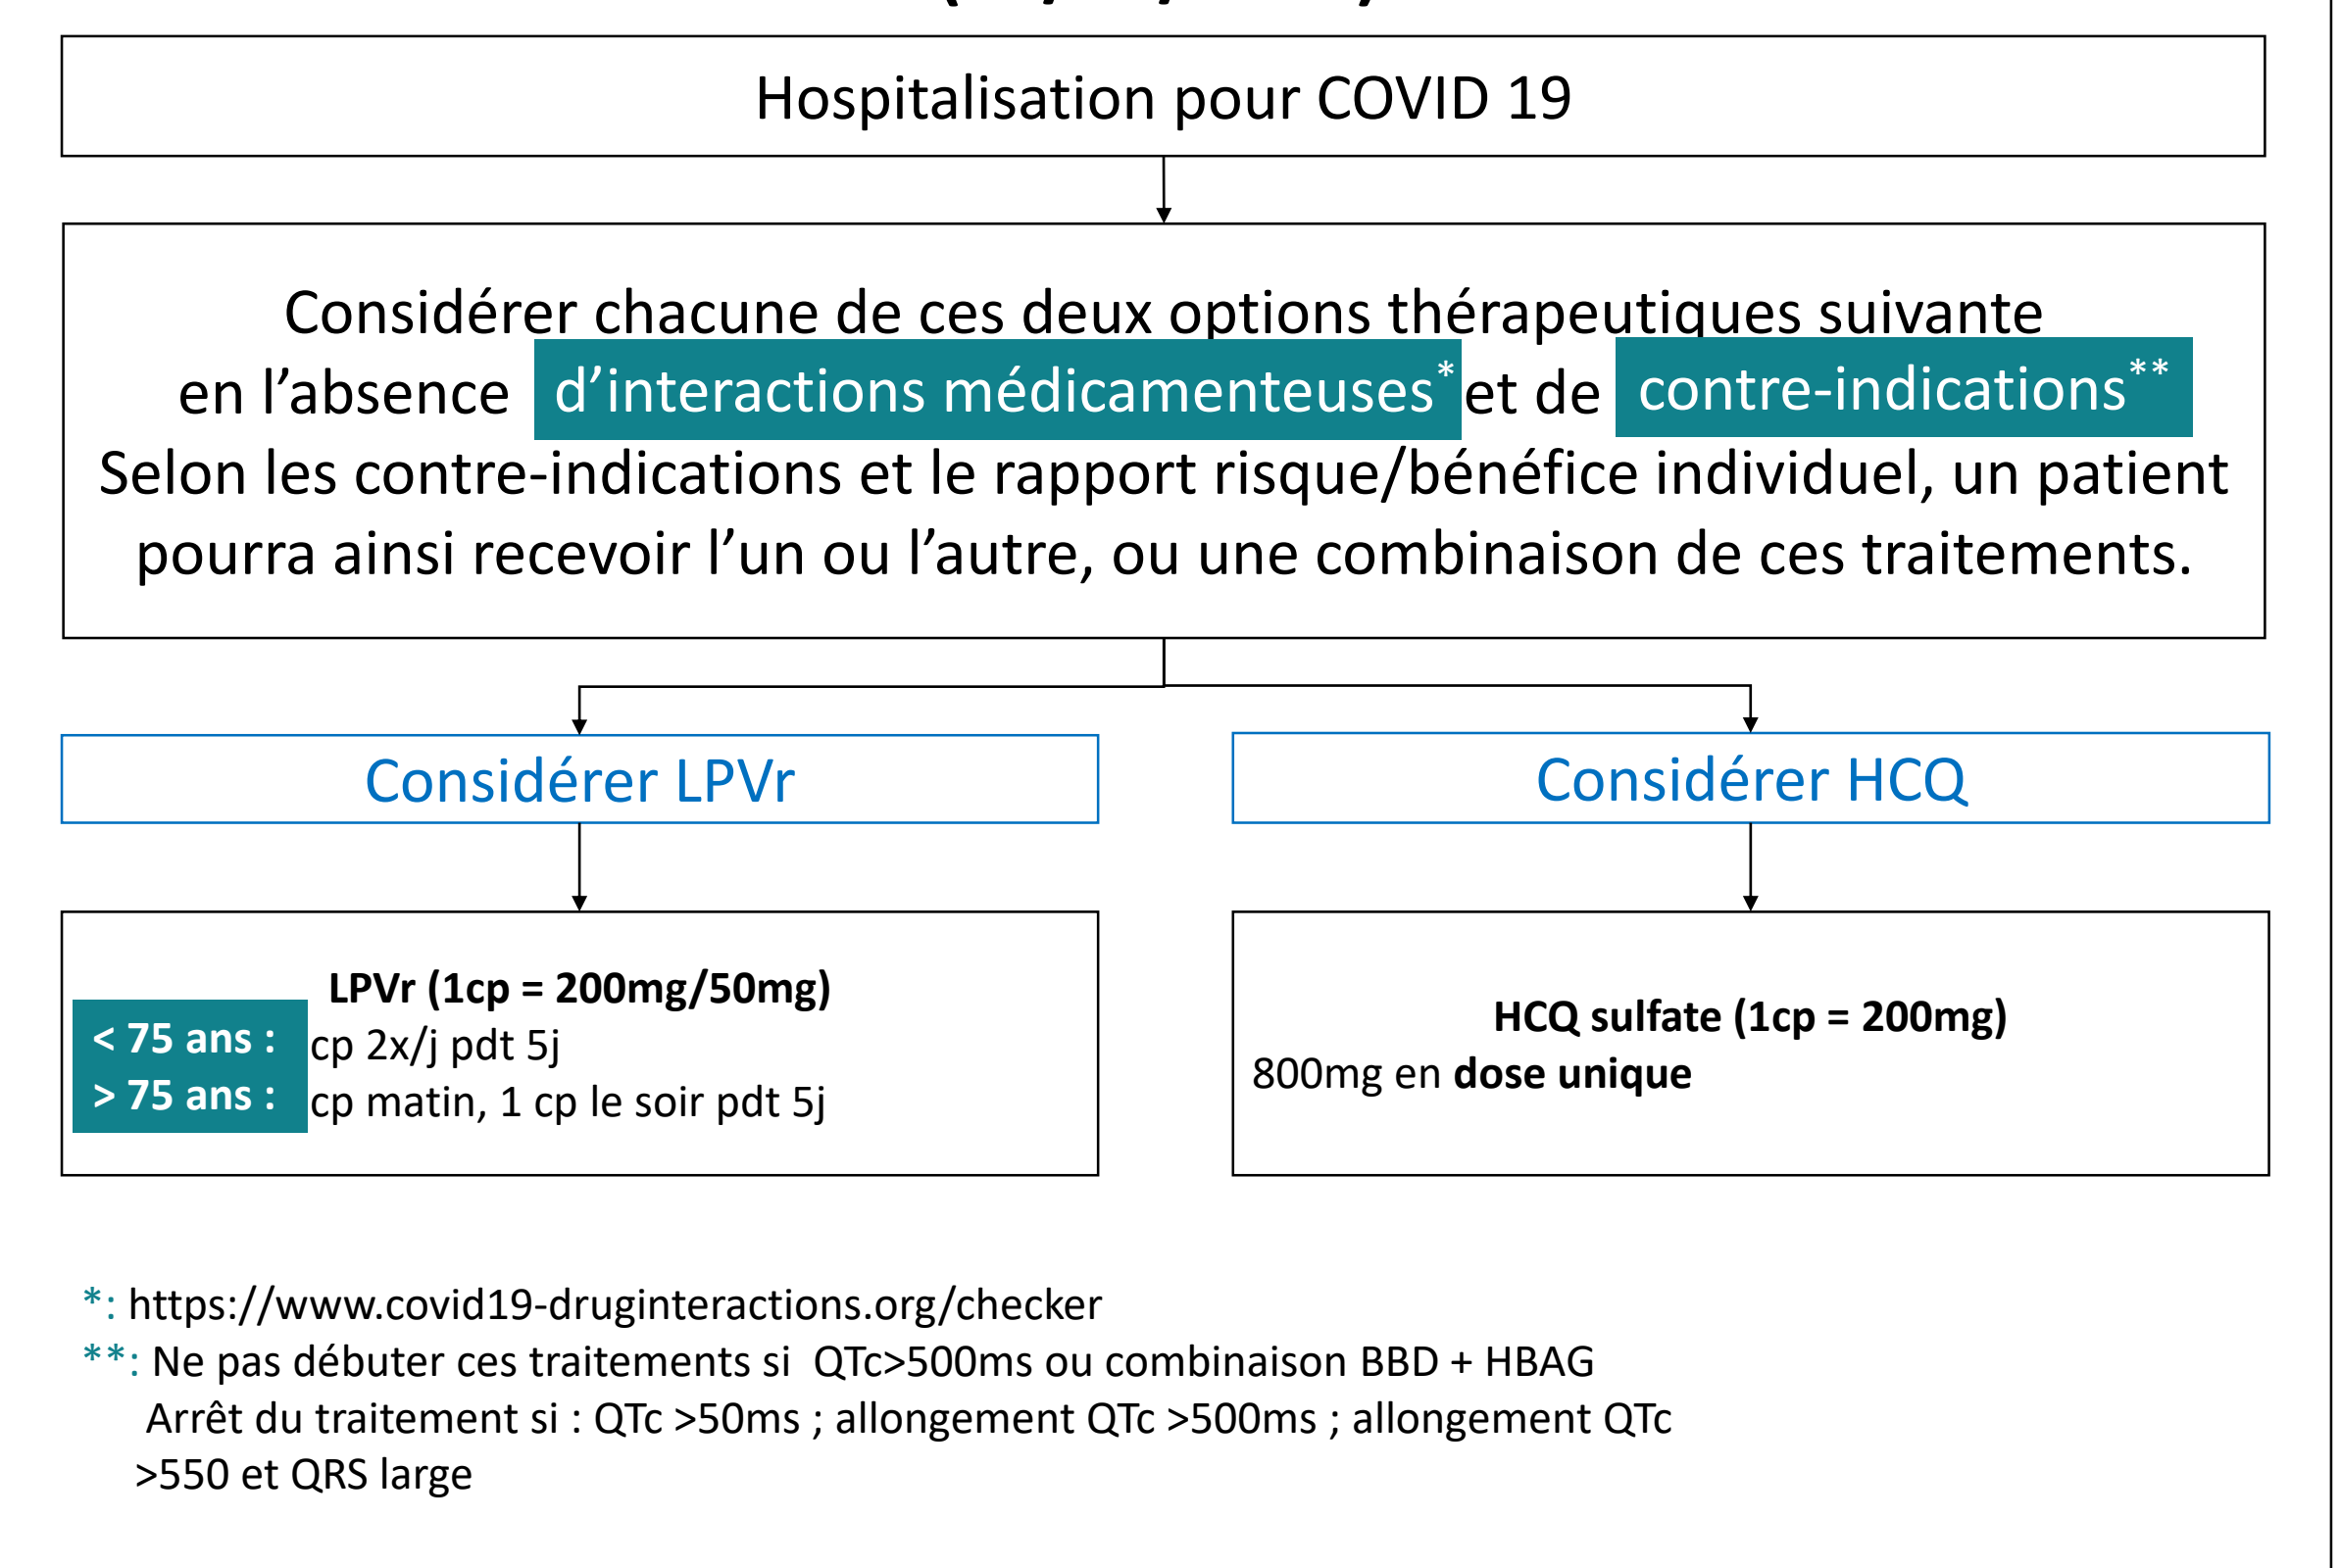 Hospitalisation pour COVID 19
Considérer chacune de ces deux options thérapeutiques suivante
en l’absence d’interactions médicamenteuses* et de contre-indications**
Selon les contre-indications et le rapport risque/bénéfice individuel, un patient
pourra ainsi recevoir l’un ou l’autre, ou une combinaison de ces traitements.
Considérer LPVr
Considérer HCQ
LPVr (1cp = 200mg/50mg)
< 75 ans : cp 2x/j pdt 5j
> 75 ans : cp matin, 1 cp le soir pdt 5j
HCQ sulfate (1cp = 200mg)
800mg en dose unique
*: https://www.covid19-druginteractions.org/checker
**: Ne pas débuter ces traitements si QTc>500ms ou combinaison BBD + HBAG
Arrêt du traitement si : QTc >50ms ; allongement QTc >500ms ; allongement QTc
>550 et QRS large